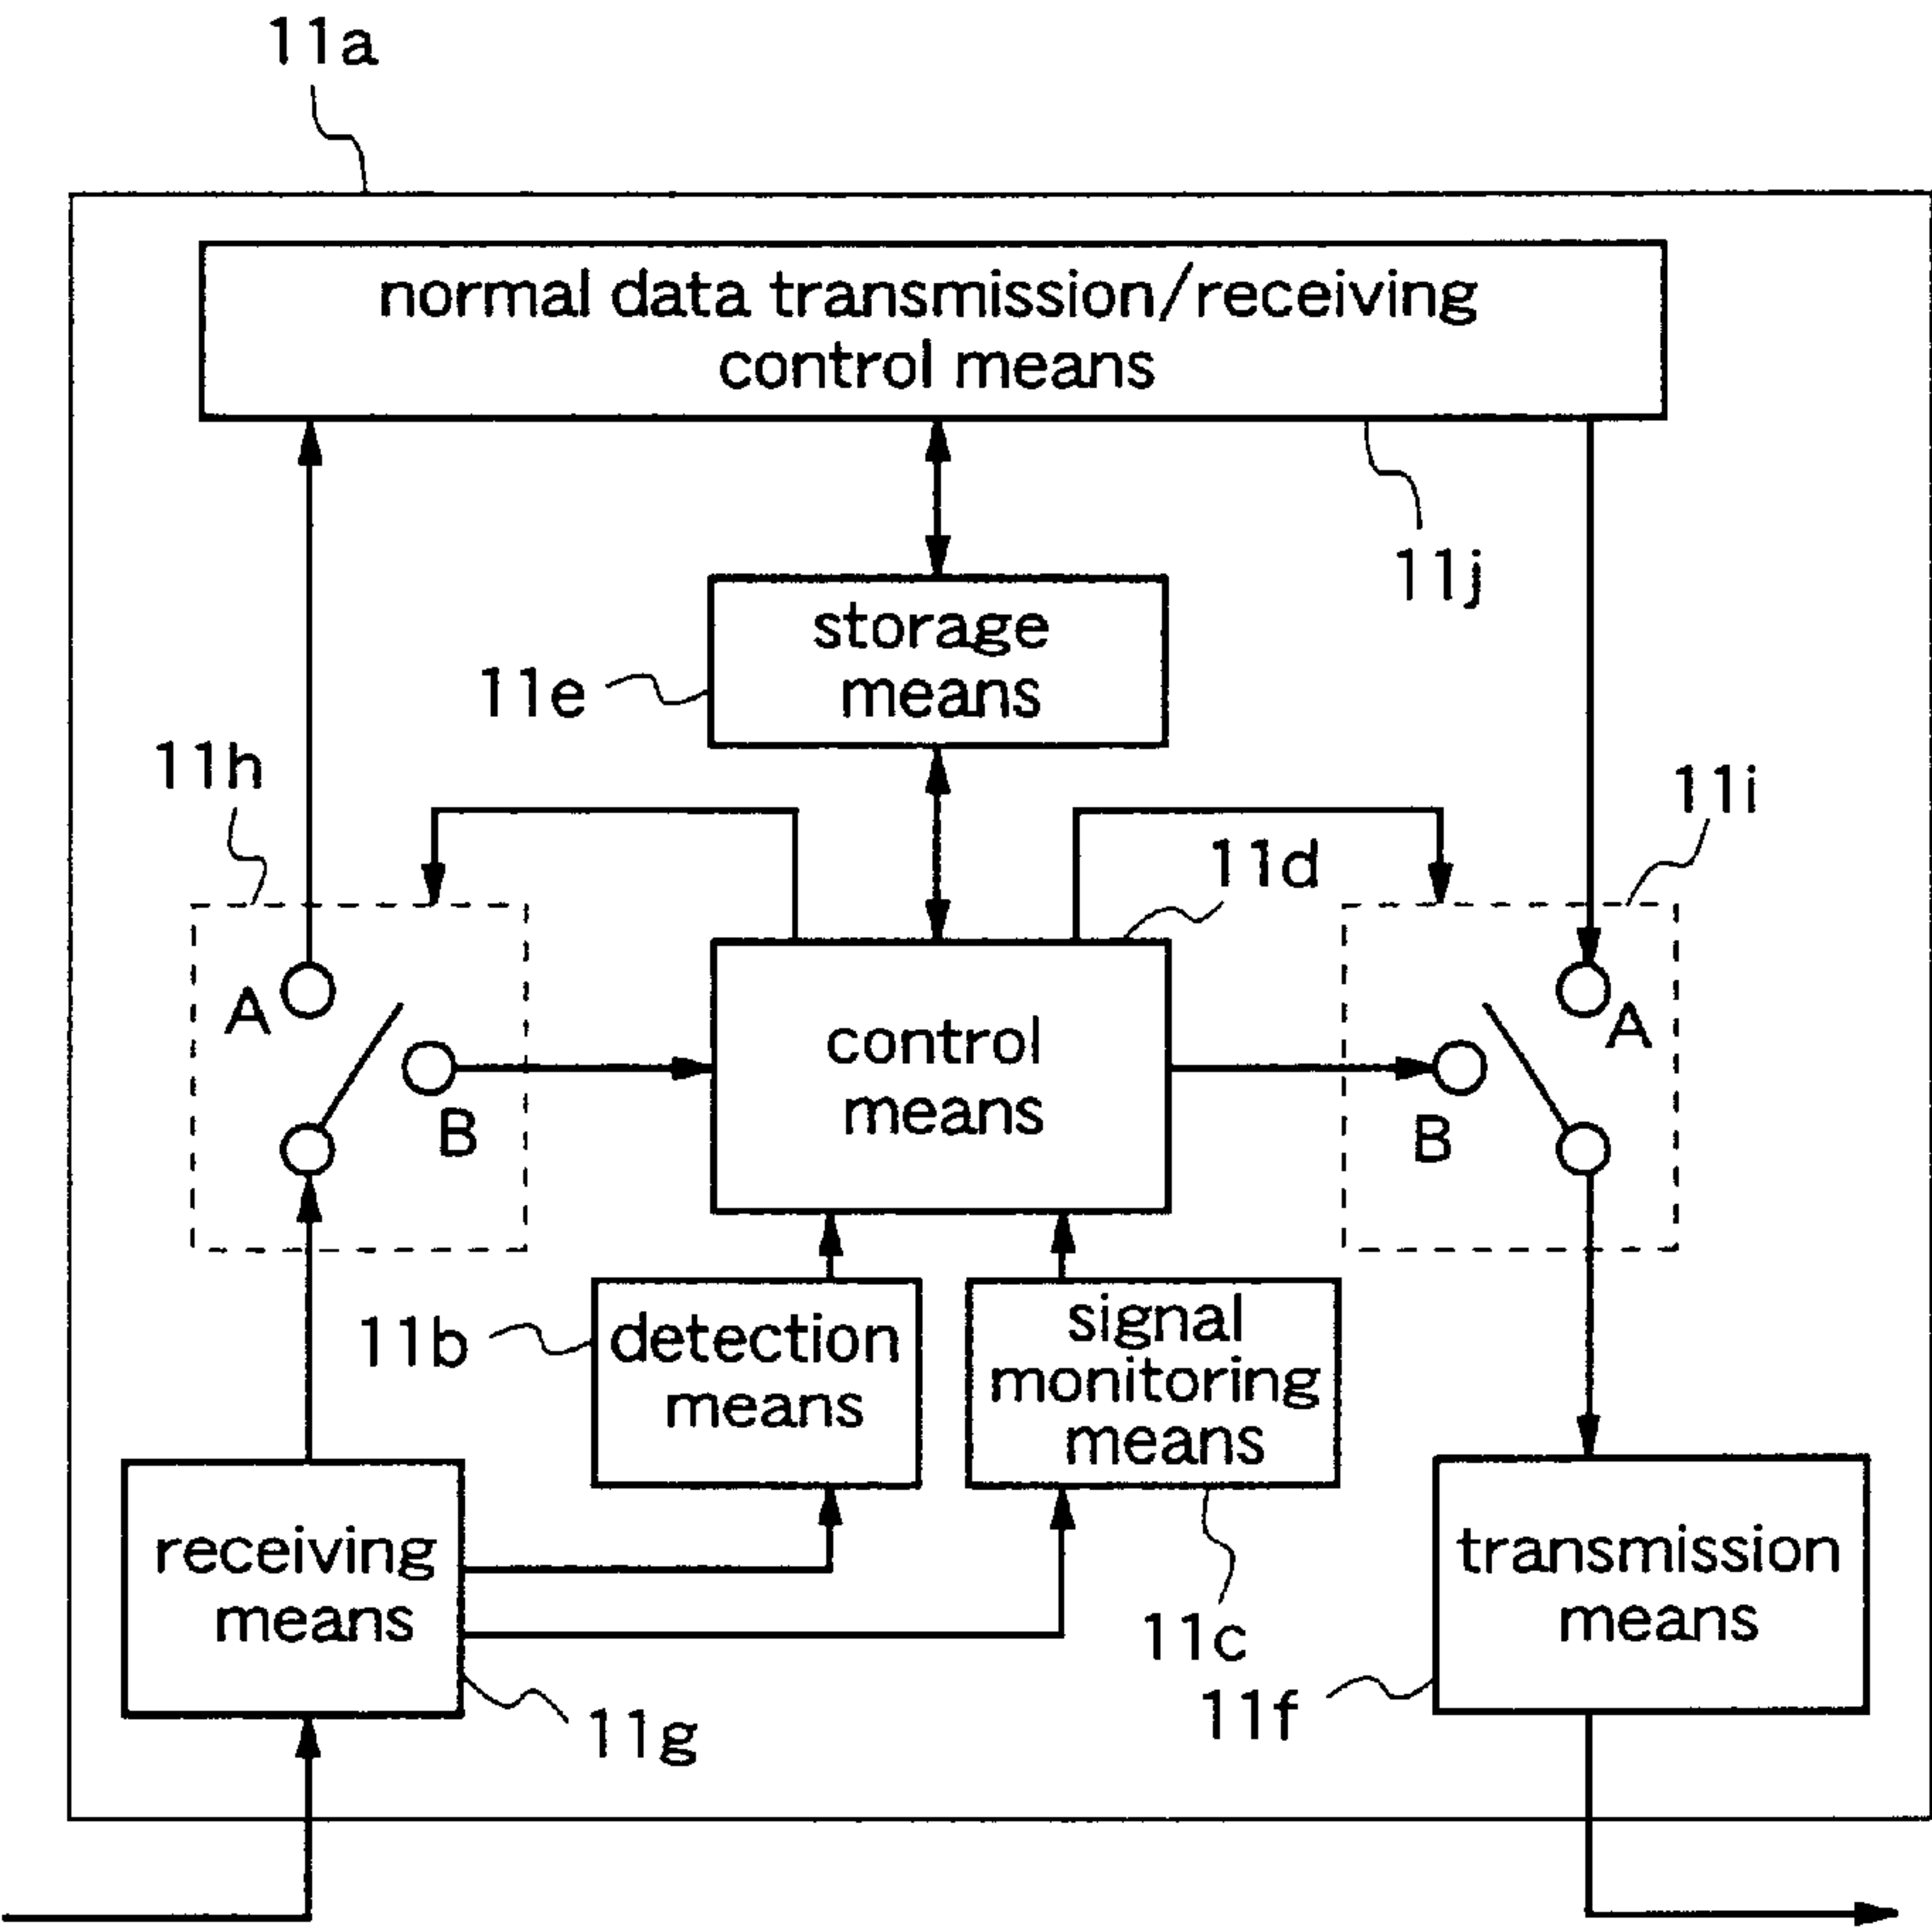 11a
normal data transmission/receiving
control means
11j
storage
means
11e
11h
11i
11d
A
A
control
means
B
B
11b
detection
means
signal
monitoring
means
receiving
means
transmission
means
11c
11f
11g